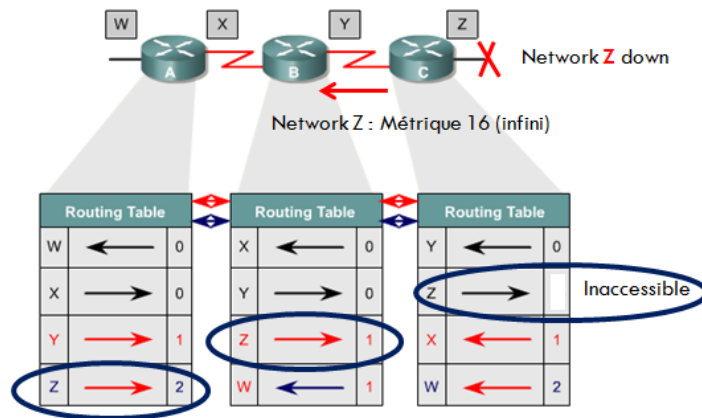 W X Y Z
A B C
Network Z down
Network Z : Métrique 16 (infini)
Routing Table Routing Table Routing Table
W 0 X 0 Y 0
X 0 Y 0 Z Inaccessible
Y 1 Z 1 X 1
Z 2 W 1 W 2